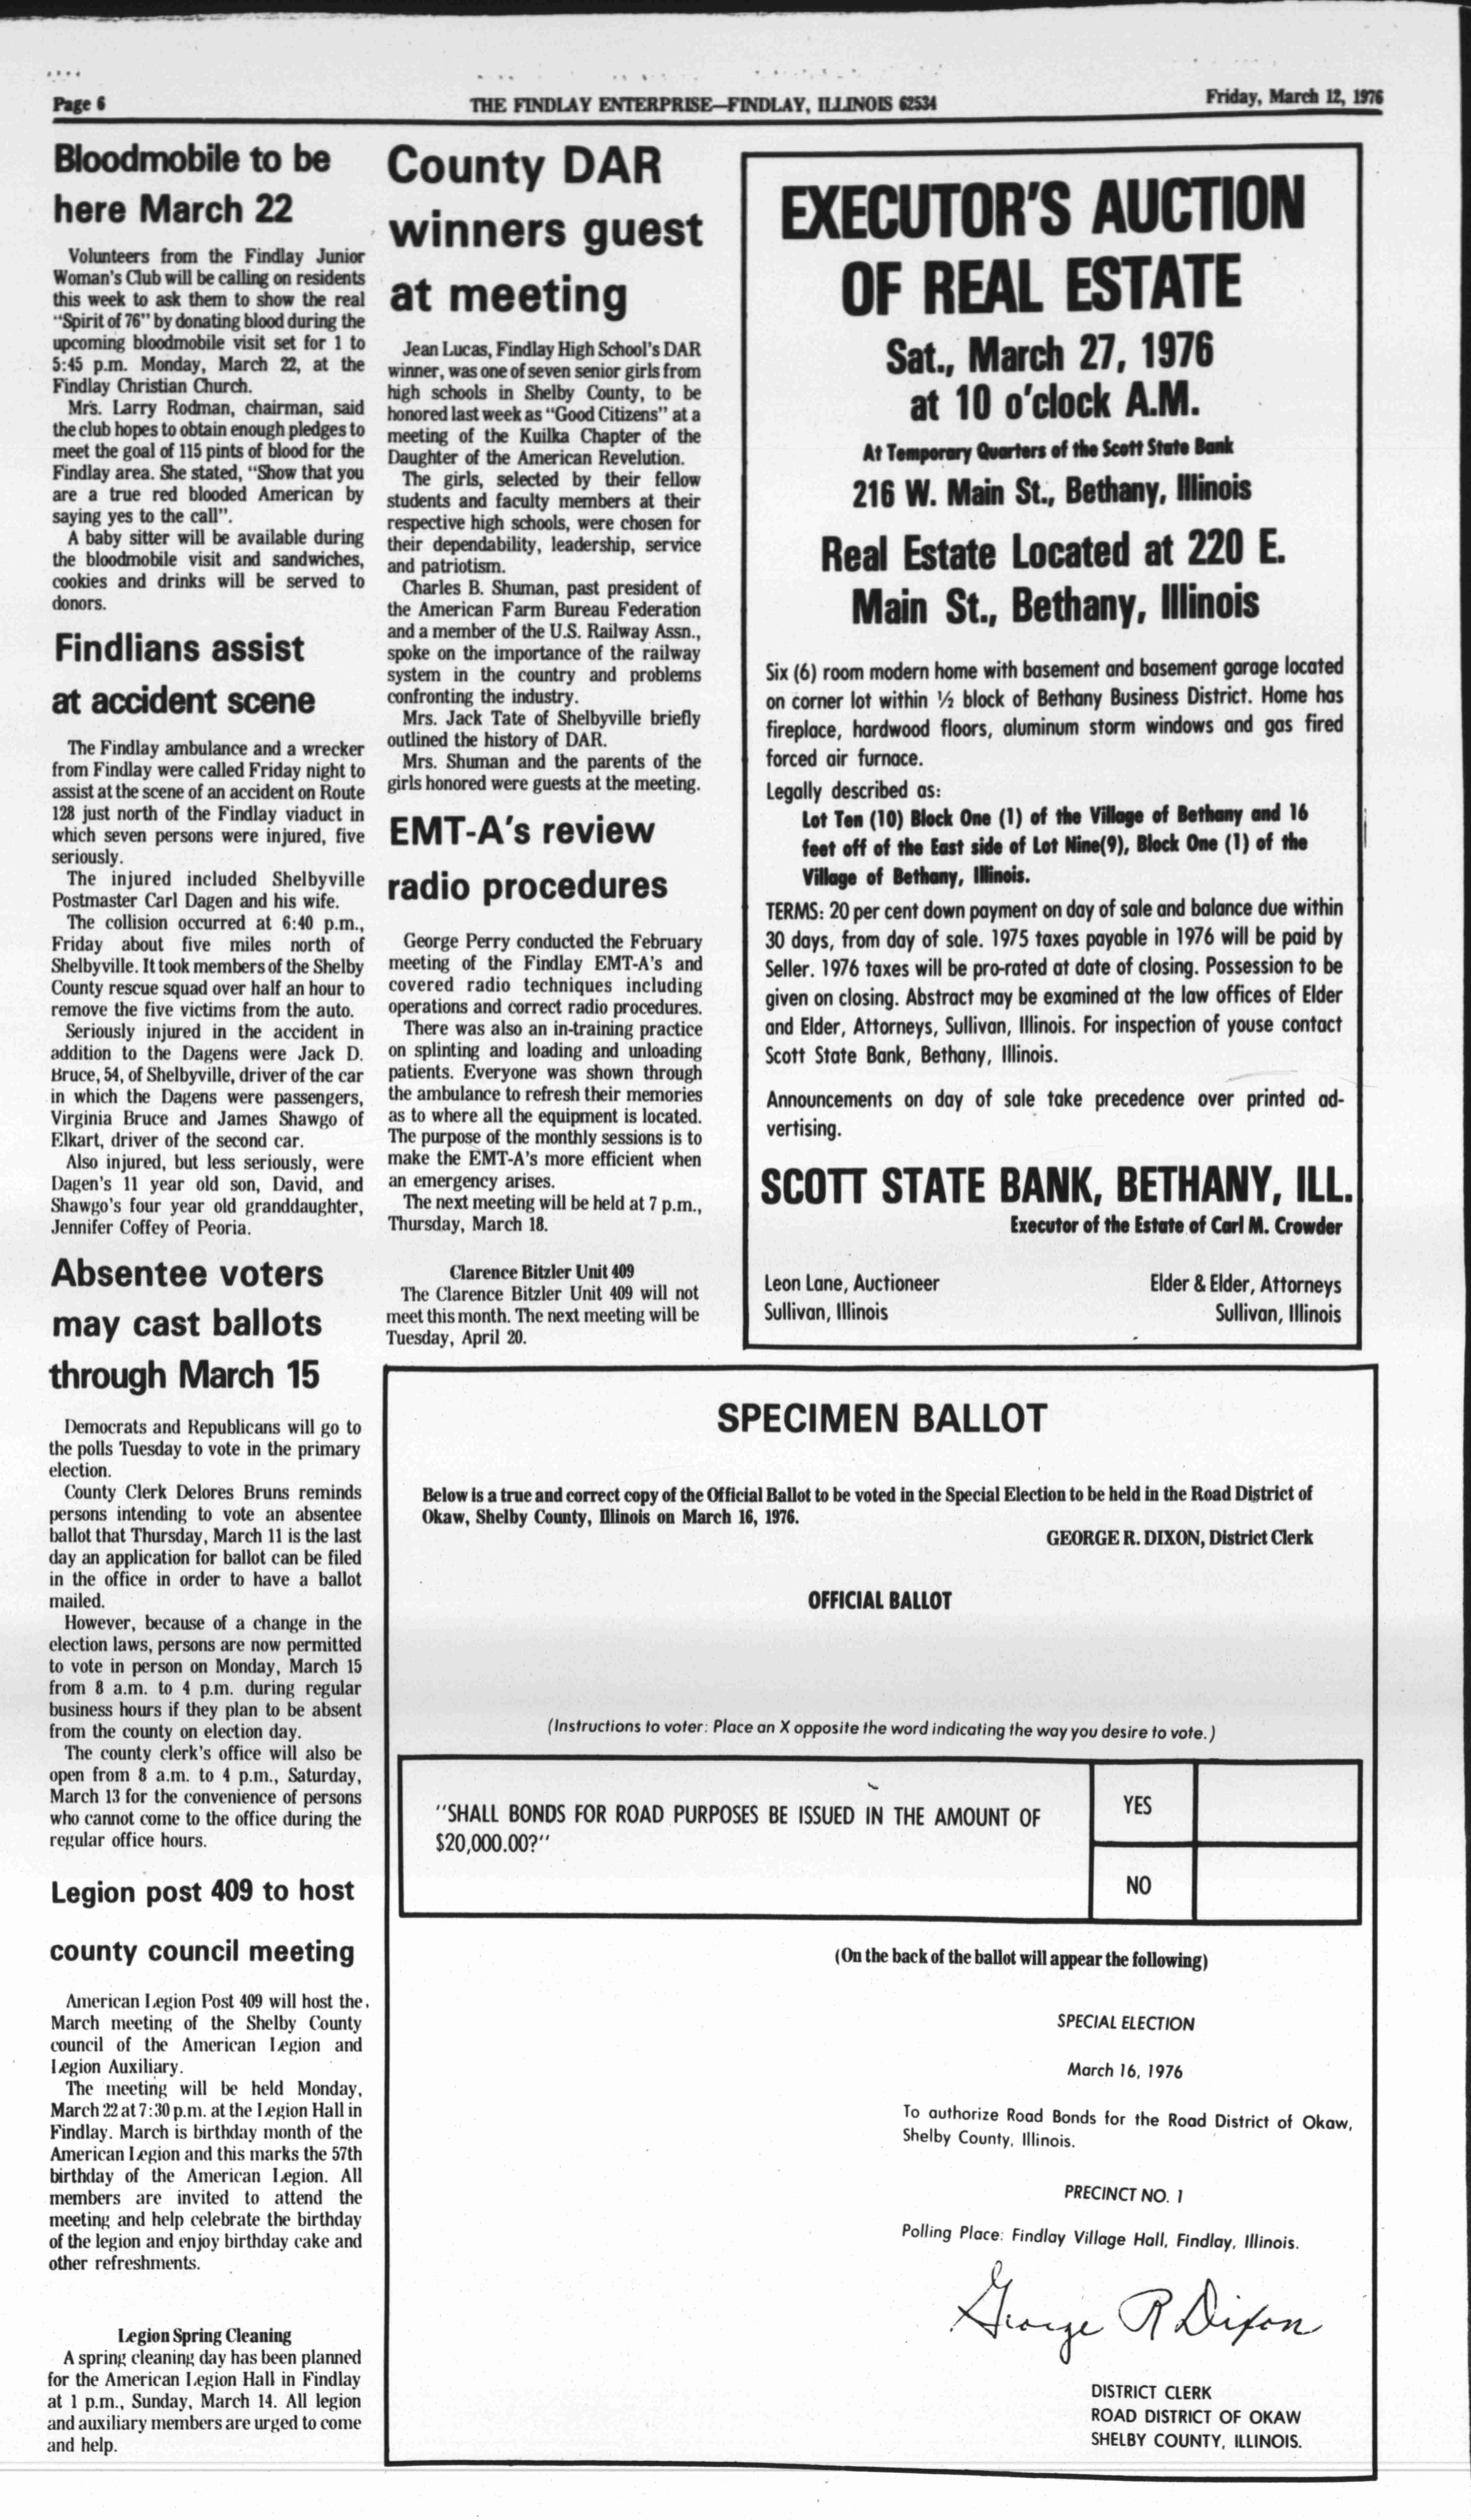 Page 6
THE FINDLAY ENTERPRISE—FINDLAY, ILLINOIS 62534
Friday, March 12, 1976
Bloodmobile to be
here March 22
Volunteers from the Findlay Junior
Woman's Club will be calling on residents
this week to ask them to show the real
"Spirit of 76" by donating blood during the
upcoming bloodmobile visit set for 1 to
5:45 p.m. Monday, March 22, at the
Findlay Christian Church.
Mrs. Larry Rodman, chairman, said
the club hopes to obtain enough pledges to
meet the goal of 115 pints of blood for the
Findlay area. She stated, "Show that you
are a true red blooded American by
saying yes to the call".
A baby sitter will be available during
the bloodmobile visit and sandwiches,
cookies and drinks will be served to
donors.
Findlians assist
at accident scene
The Findlay ambulance and a wrecker
from Findlay were called Friday night to
assist at the scene of an accident on Route
128 just north of the Findlay viaduct in
which seven persons were injured, five
seriously.
The injured included Shelbyville
Postmaster Carl Dagen and his wife.
The collision occurred at 6:40 p.m.,
Friday about five miles north of
Shelbyville. It took members of the Shelby
County rescue squad over half an hour to
remove the five victims from the auto.
Seriously injured in the accident in
addition to the Dagens were Jack D.
Bruce, 54, of Shelbyville, driver of the car
in which the Dagens were passengers,
Virginia Bruce and James Shawgo of
Elkart, driver of the second car.
Also injured, but less seriously, were
Dagen's 11 year old son, David, and
Shawgo's four year old granddaughter,
Jennifer Coffey of Peoria.
Absentee voters
may cast ballots
through March 15
Democrats and Republicans will go to
the polls Tuesday to vote in the primary
election.
County Clerk Delores Bruns reminds
persons intending to vote an absentee
ballot that Thursday, March 11 is the last
day an application for ballot can be filed
in the office in order to have a ballot
mailed.
However, because of a change in the
election laws, persons are now permitted
to vote in person on Monday, March 15
from 8 a.m. to 4 p.m. during regular
business hours if they plan to be absent
from the county on election day.
The county clerk's office will also be
open from 8 a.m. to 4 p.m., Saturday,
March 13 for the convenience of persons
who cannot come to the office during the
regular office hours.
Legion post 409 to host
county council meeting
American Legion Post 409 will host the
March meeting of the Shelby County
council of the American Legion and
Legion Auxiliary.
The meeting will be held Monday,
March 22 at 7:30 p.m. at the Legion Hall in
Findlay. March is birthday month of the
American Legion and this marks the 57th
birthday of the American Legion. All
members are invited to attend the
meeting and help celebrate the birthday
of the legion and enjoy birthday cake and
other refreshments.
Legion Spring Cleaning
A spring cleaning day has been planned
for the American Legion Hall in Findlay
at 1 p.m., Sunday, March 14. All legion
and auxiliary members are urged to come
and help.
County DAR
winners guest
at meeting
Jean Lucas, Findlay High School's DAR
winner, was one of seven senior girls from
high schools in Shelby County, to be
honored last week as "Good Citizens" at a
meeting of the Kuilka Chapter of the
Daughter of the American Revelution.
The girls, selected by their fellow
students and faculty members at their
respective high schools, were chosen for
their dependability, leadership, service
and patriotism.
Charles B. Shuman, past president of
the American Farm Bureau Federation
and a member of the U.S. Railway Assn.,
spoke on the importance of the railway
system in the country and problems
confronting the industry.
Mrs. Jack Tate of Shelbyville briefly
outlined the history of DAR.
Mrs. Shuman and the parents of the
girls honored were guests at the meeting.
EMT-A's review
radio procedures
George Perry conducted the February
meeting of the Findlay EMT-A's and
covered radio techniques including
operations and correct radio procedures.
There was also an in-training practice
on splinting and loading and unloading
patients. Everyone was shown through
the ambulance to refresh their memories
as to where all the equipment is located.
The purpose of the monthly sessions is to
make the EMT-A's more efficient when
an emergency arises.
The next meeting will be held at 7 p.m.,
Thursday, March 18.
Clarence Bitzler Unit 409
The Clarence Bitzler Unit 409 will not
meet this month. The next meeting will be
Tuesday, April 20.
EXECUTOR'S AUCTION
OF REAL ESTATE
Sat., March 27, 1976
at 10 o'clock A.M.
At Temporary Quarters of the Scott State Bank
216 W. Main St., Bethany, Illinois
Real Estate Located at 220 E.
Main St., Bethany, Illinois
Six (6) room modern home with basement and basement garage located
on corner lot within ½ block of Bethany Business District. Home has
fireplace, hardwood floors, aluminum storm windows and gas fired
forced air furnace.
Legally described as:
Lot Ten (10) Block One (1) of the Village of Bethany and 16
feet off of the East side of Lot Nine(9), Block One (1) of the
Village of Bethany, Illinois.
TERMS: 20 per cent down payment on day of sale and balance due within
30 days, from day of sale. 1975 taxes payable in 1976 will be paid by
Seller. 1976 taxes will be pro-rated at date of closing. Possession to be
given on closing. Abstract may be examined at the law offices of Elder
and Elder, Attorneys, Sullivan, Illinois. For inspection of youse contact
Scott State Bank, Bethany, Illinois.
Announcements on day of sale take precedence over printed ad-
vertising.
SCOTT STATE BANK, BETHANY, ILL.
Executor of the Estate of Carl M. Crowder
Leon Lane, Auctioneer
Sullivan, Illinois
Elder & Elder, Attorneys
Sullivan, Illinois
SPECIMEN BALLOT
Below is a true and correct copy of the Official Ballot to be voted in the Special Election to be held in the Road District of
Okaw, Shelby County, Illinois on March 16, 1976.
GEORGE R. DIXON, District Clerk
OFFICIAL BALLOT
(Instructions to voter: Place an X opposite the word indicating the way you desire to vote.)
"SHALL BONDS FOR ROAD PURPOSES BE ISSUED IN THE AMOUNT OF
$20,000.00?"
YES
NO
(On the back of the ballot will appear the following)
SPECIAL ELECTION
March 16, 1976
To authorize Road Bonds for the Road District of Okaw,
Shelby County, Illinois.
PRECINCT NO. 1
Polling Place: Findlay Village Hall, Findlay, Illinois.
George R Dixon
DISTRICT CLERK
ROAD DISTRICT OF OKAW
SHELBY COUNTY, ILLINOIS.